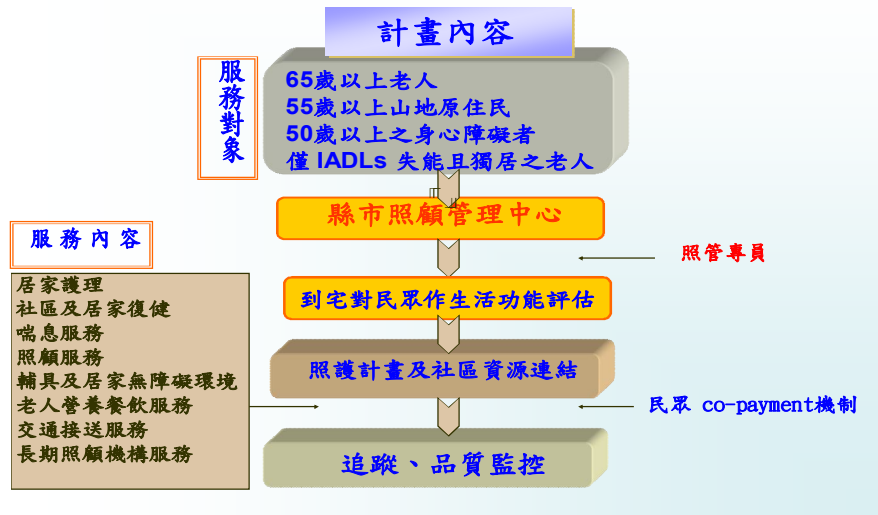 計畫內容
服務對象
65歲以上老人
55歲以上山地原住民
50歲以上之身心障礙者
僅 IADLs 失能且獨居之老人
縣市照顧管理中心
照管專員
到宅對民眾作生活功能評估
服務內容
居家護理
社區及居家復健
喘息服務
照顧服務
輔具及居家無障礙環境
老人營養餐飲服務
交通接送服務
長期照顧機構服務
照護計畫及社區資源連結
民眾 co-payment機制
追蹤、品質監控